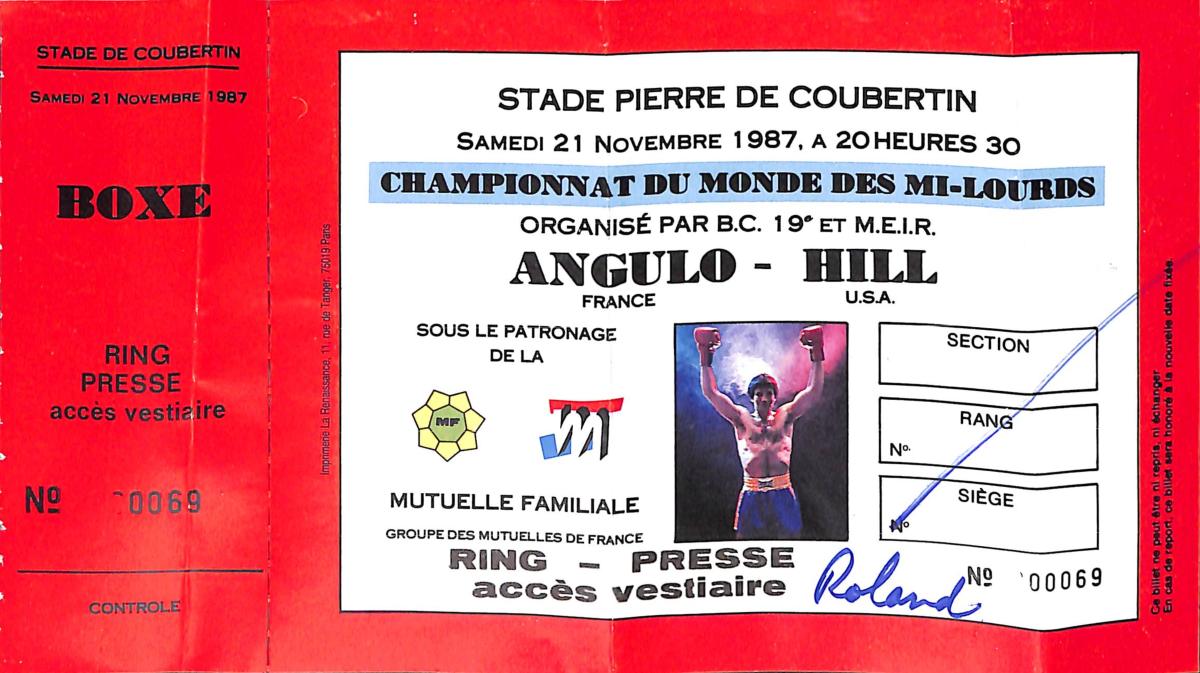 STADE DE COUBERTIN
SAMEDI 21 NOVEMBRE 1987
BOXE
RING
PRESSE
accès vestiaire
Nº 00069
CONTROLE
Imprimerie La Renaissance, 11, rue de Tanger, 75019 Paris
STADE PIERRE DE COUBERTIN
SAMEDI 21 NOVEMBRE 1987, A 20 HEURES 30
CHAMPIONNAT DU MONDE DES MI-LOURDS
ORGANISÉ PAR B.C. 19e ET M.E.I.R.
ANGULO - HILL
FRANCE U.S.A.
SOUS LE PATRONAGE
DE LA
MF
m
MUTUELLE FAMILIALE
GROUPE DES MUTUELLES DE FRANCE
RING - PRESSE
accès vestiaire
SECTION
RANG
Nº.
SIÈGE
Nº
Roland
Nº 00069
Ce billet ne peut être ni repris, ni échanger
En cas de report, ce billet sera honoré à la nouvelle date fixée.